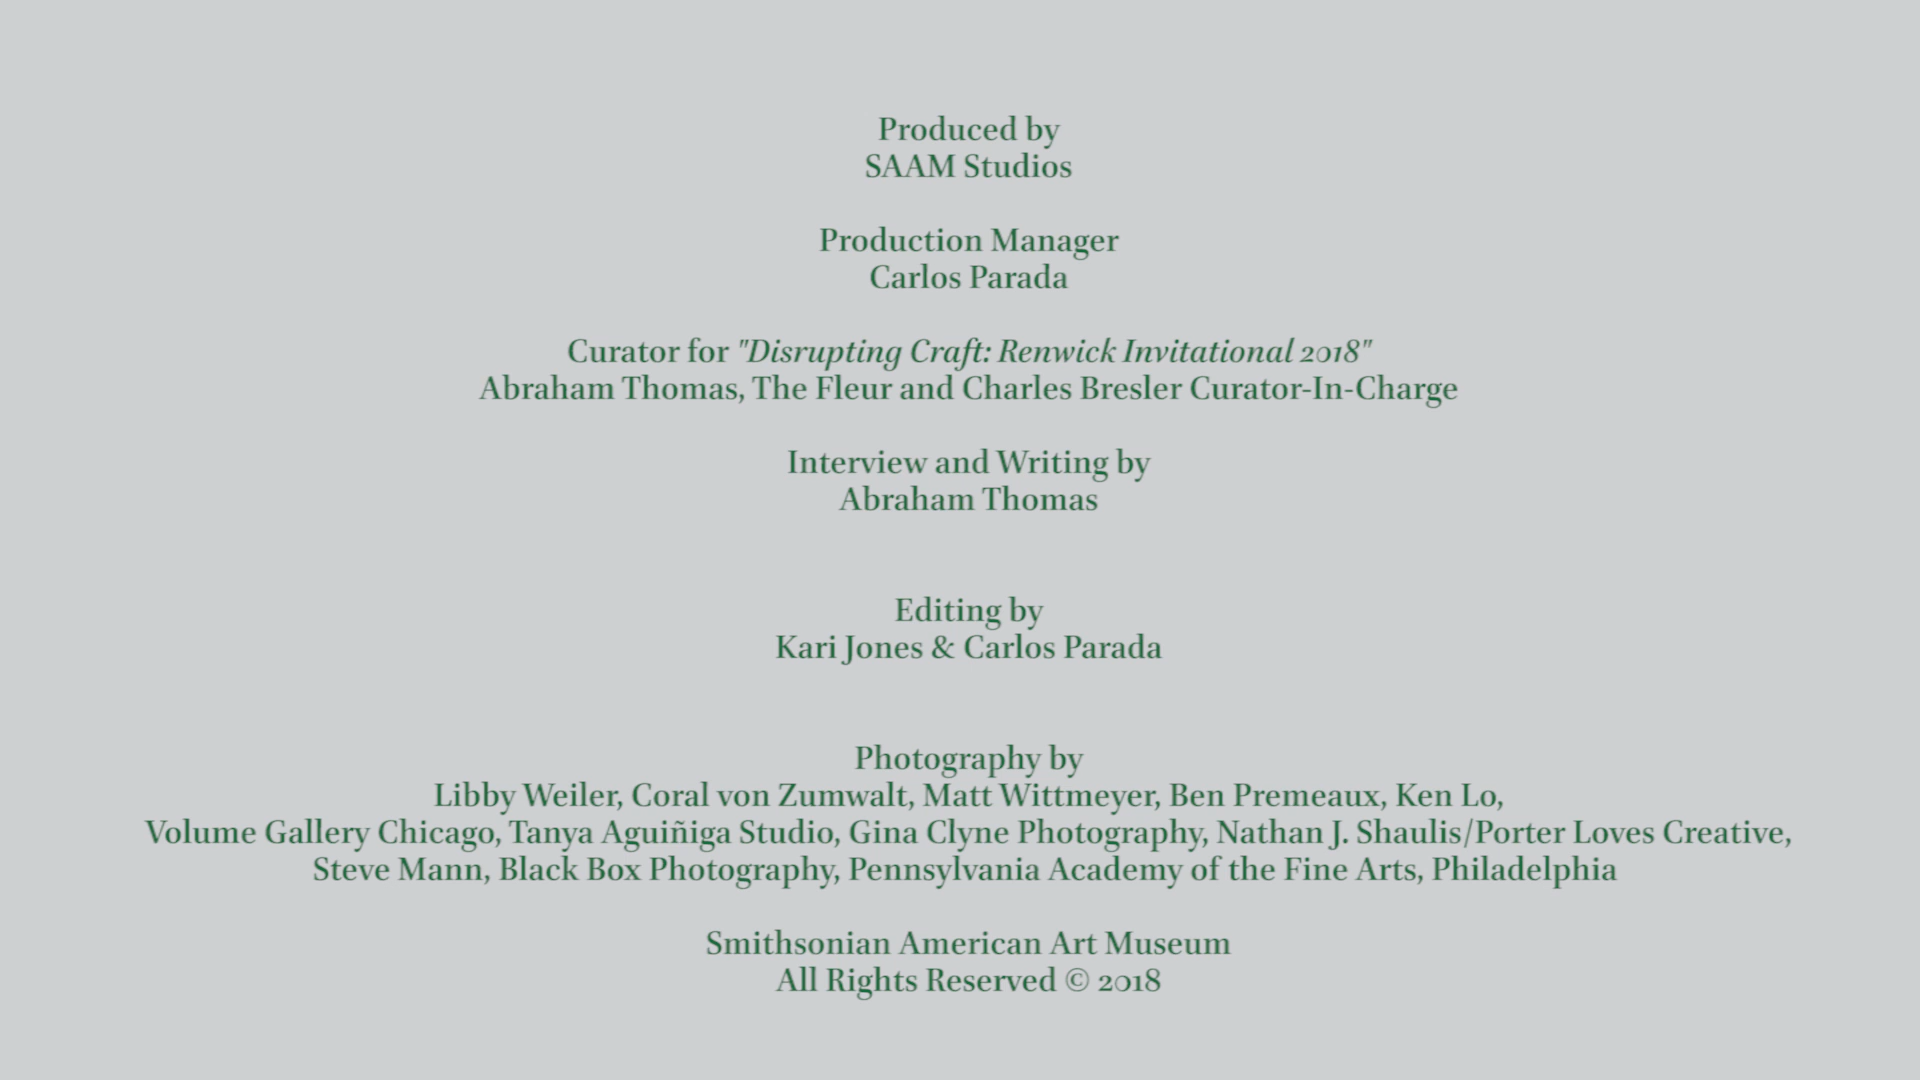 Produced by
SAAM Studios
Production Manager
Carlos Parada
Curator for "Disrupting Craft: Renwick Invitational 2018"
Abraham Thomas, The Fleur and Charles Bresler Curator-In-Charge
Interview and Writing by
Abraham Thomas
Editing by
Kari Jones & Carlos Parada
Photography by
Libby Weiler, Coral von Zumwalt, Matt Wittmeyer, Ben Premeaux, Ken Lo,
Volume Gallery Chicago, Tanya Aguiñiga Studio, Gina Clyne Photography, Nathan J. Shaulis/Porter Loves Creative,
Steve Mann, Black Box Photography, Pennsylvania Academy of the Fine Arts, Philadelphia
Smithsonian American Art Museum
All Rights Reserved © 2018